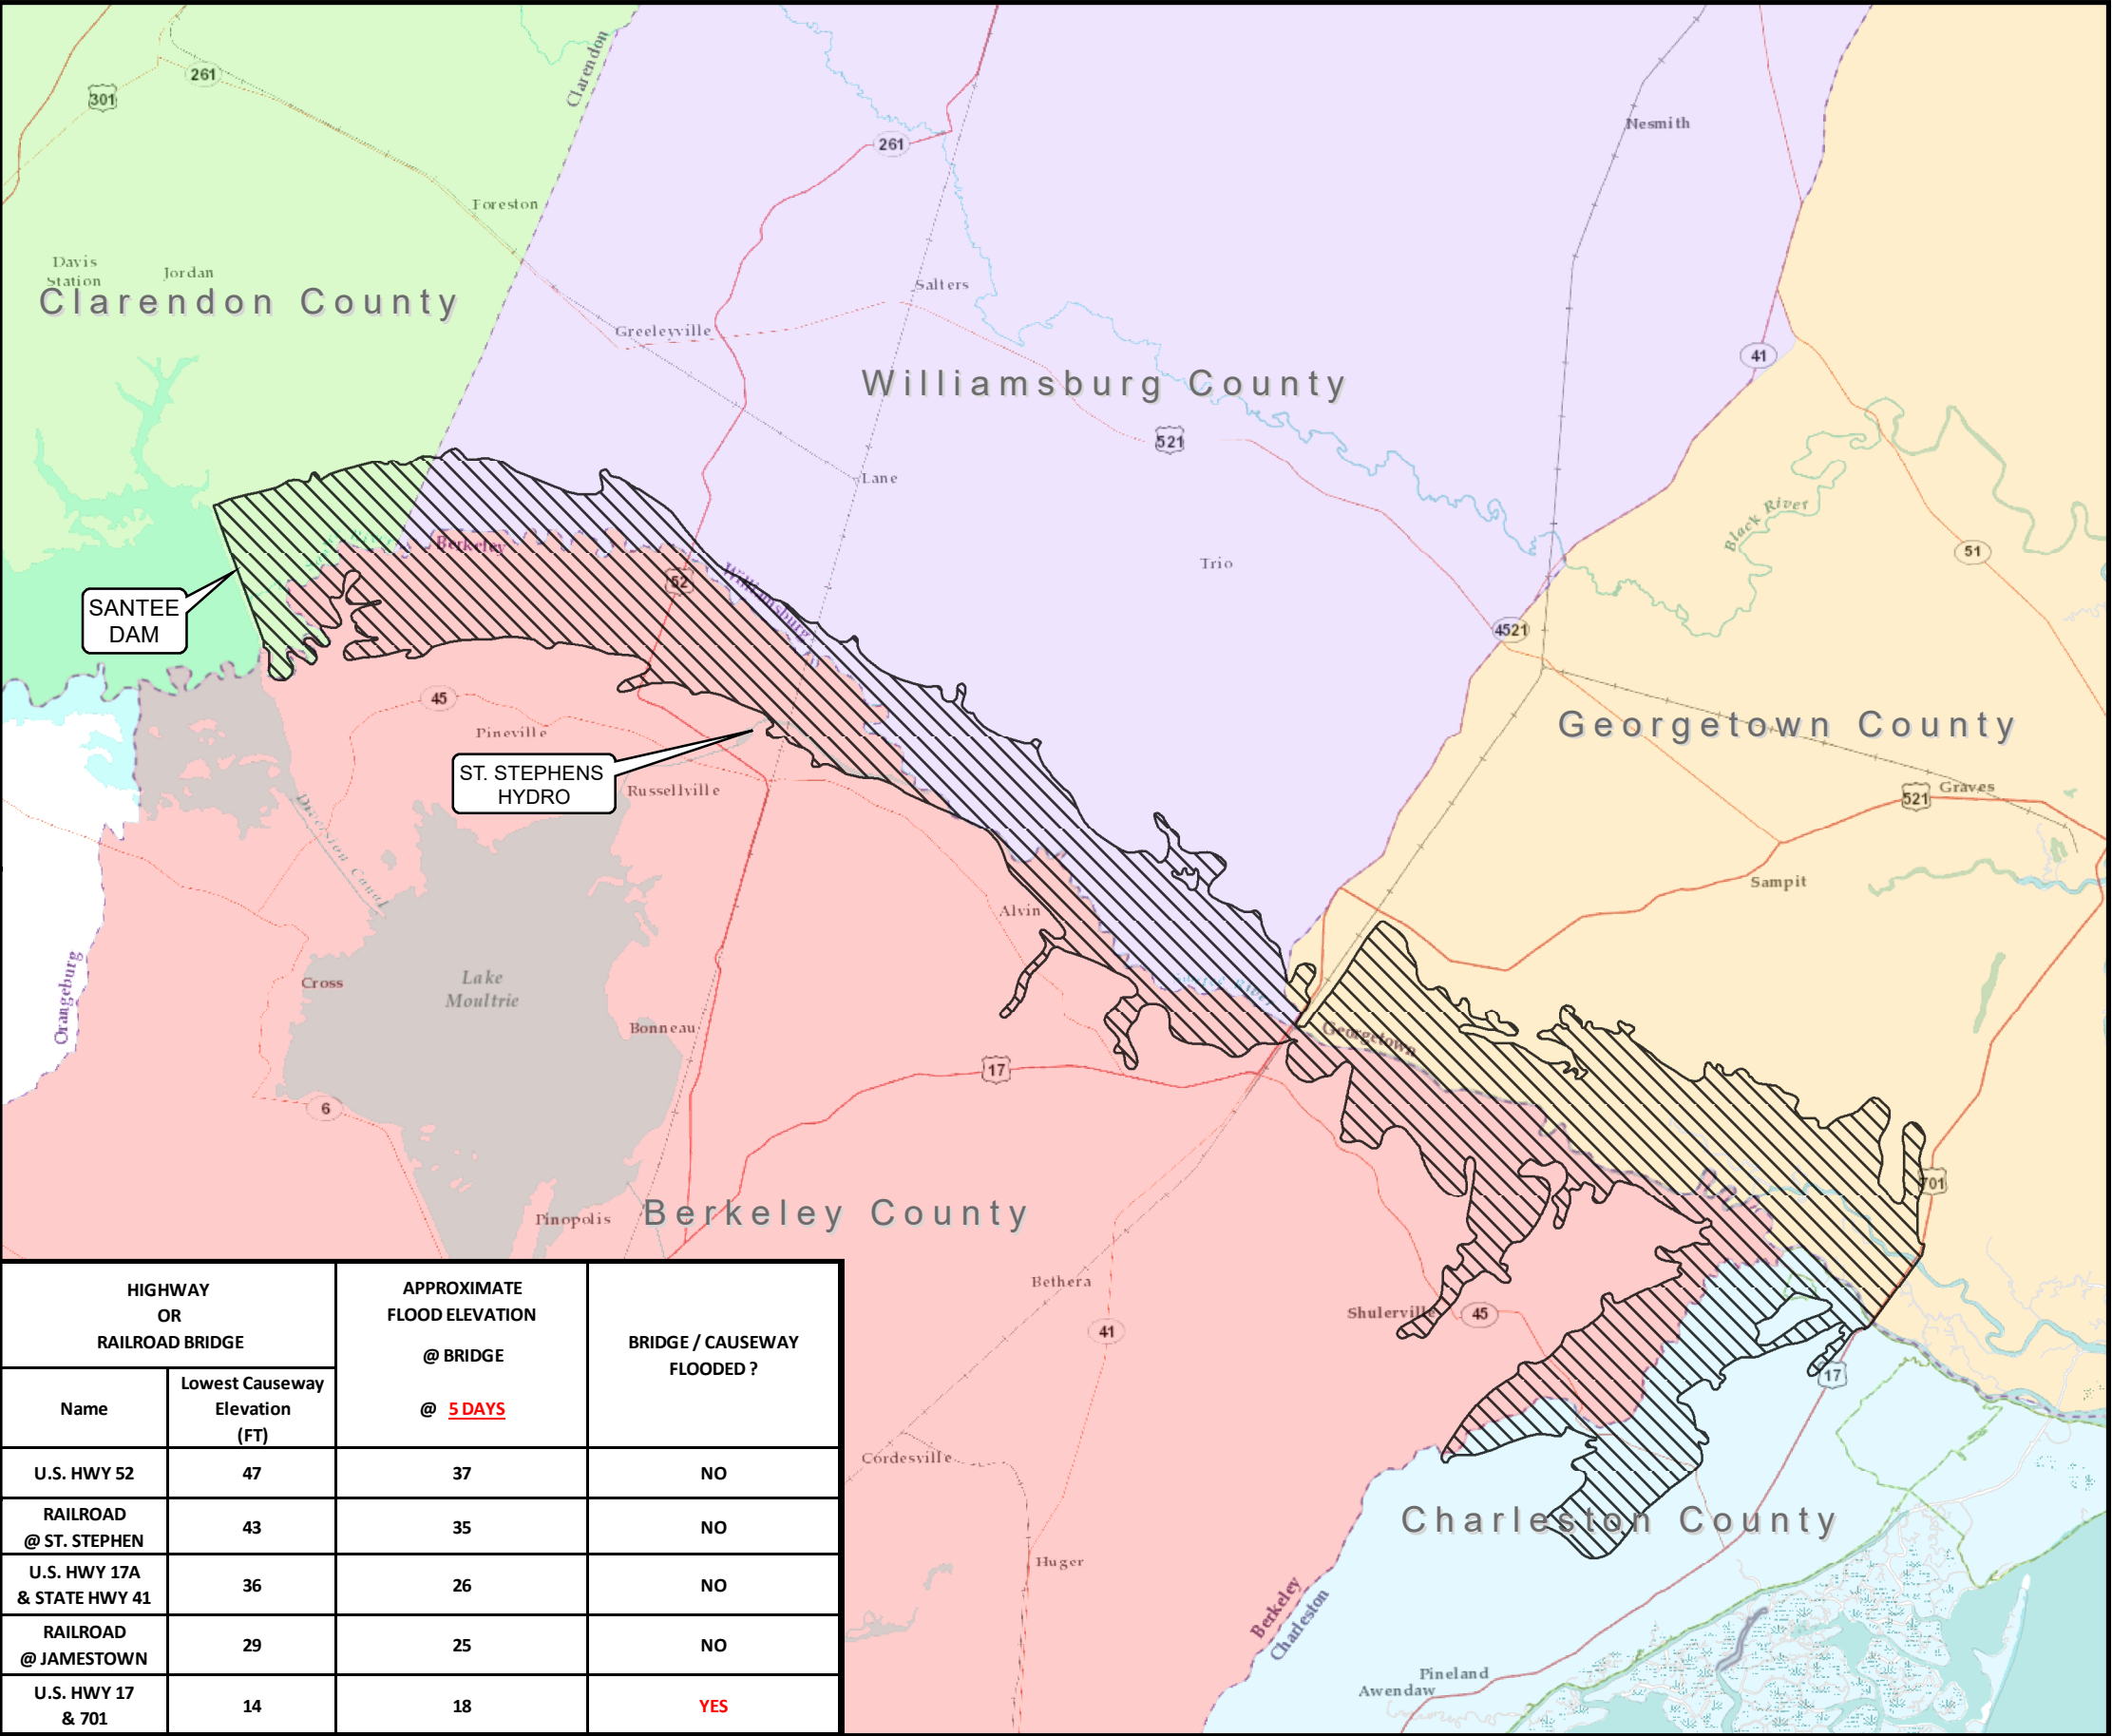 Clarendon
261
301
261
Nesmith
Foreston
Davis
Station
Jordan
Clarendon County
Salters
Greeleyville
41
Williamsburg County
521
Lane
Black River
51
Trio
Berkeley
52
Williamsburg
SANTEE
DAM
4521
45
Pineville
Georgetown County
ST. STEPHENS
HYDRO
Russellville
521
Graves
Diversion Canal
Sampit
Alvin
Orangeburg
Cross
Lake
Moultrie
Santee River
Bonneau
Georgetown
17
6
701
Pinopolis
Berkeley County
Bethera
Shulerville
45
41
17
Cordesville
Charleston County
Huger
Berkeley
Charleston
Pineland
Awendaw
HIGHWAY
OR
RAILROAD BRIDGE
APPROXIMATE
FLOOD ELEVATION
@ BRIDGE
@ 5 DAYS
BRIDGE / CAUSEWAY
FLOODED ?
Name
Lowest Causeway
Elevation
(FT)
U.S. HWY 52 47 37 NO
RAILROAD
@ ST. STEPHEN 43 35 NO
U.S. HWY 17A
& STATE HWY 41 36 26 NO
RAILROAD
@ JAMESTOWN 29 25 NO
U.S. HWY 17
& 701 14 18 YES